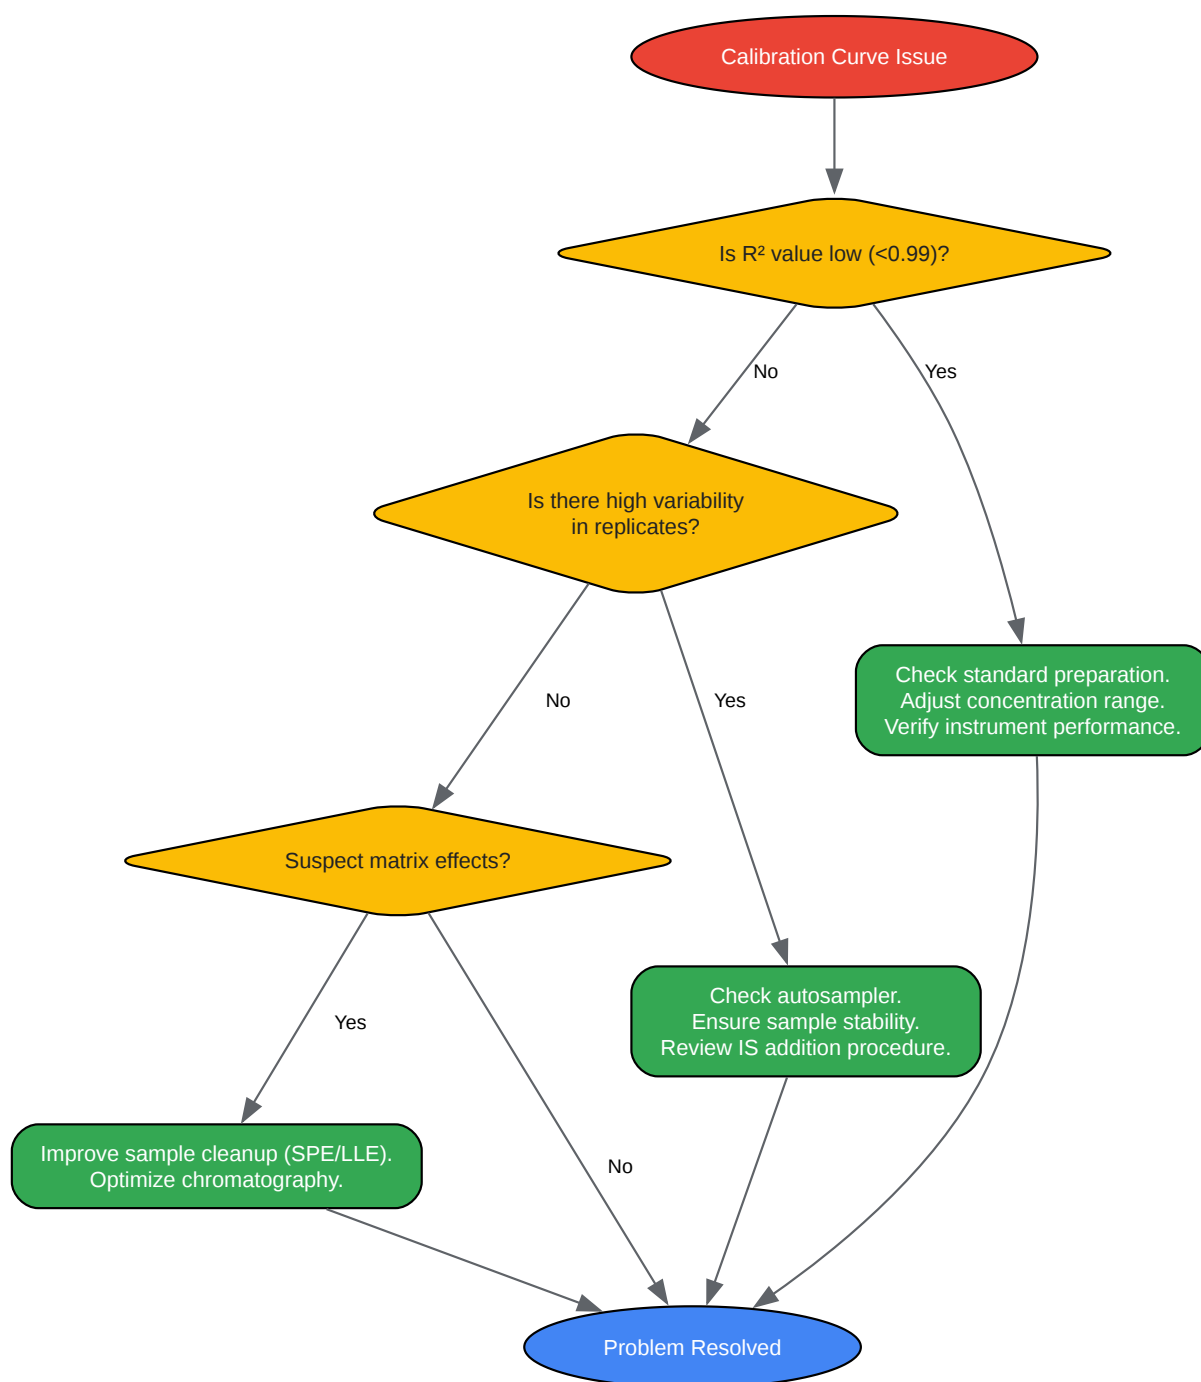 Calibration Curve Issue
Is R² value low (<0.99)?
No
Yes
Is there high variability
in replicates?
Check standard preparation.
Adjust concentration range.
Verify instrument performance.
No
Yes
Suspect matrix effects?
Check autosampler.
Ensure sample stability.
Review IS addition procedure.
Yes
Improve sample cleanup (SPE/LLE).
Optimize chromatography.
No
Problem Resolved